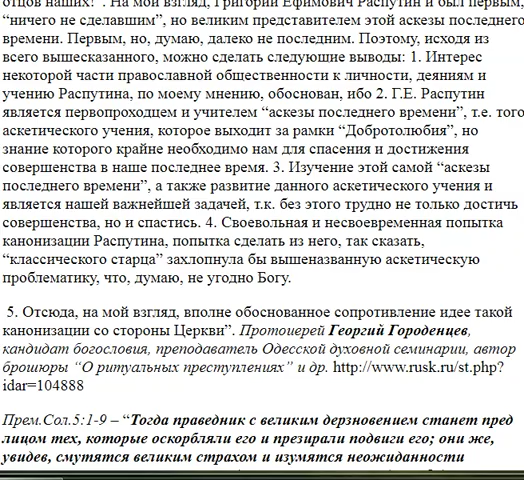 отцов наших!”. На мой взгляд, Григорий Ефимович Распутин и был первым,
“ничего не сделавшим”, но великим представителем этой аскезы последнего
времени. Первым, но, думаю, далеко не последним. Поэтому, исходя из
всего вышесказанного, можно сделать следующие выводы: 1. Интерес
некоторой части православной общественности к личности, деяниям и
учению Распутина, по моему мнению, обоснован, ибо 2. Г.Е. Распутин
является первопроходцем и учителем “аскезы последнего времени”, т.е. того
аскетического учения, которое выходит за рамки “Добротолюбия”, но
знание которого крайне необходимо нам для спасения и достижения
совершенства в наше последнее время. 3. Изучение этой самой “аскезы
последнего времени”, а также развитие данного аскетического учения и
является нашей важнейшей задачей, т.к. без этого трудно не только достичь
совершенства, но и спастись. 4. Своевольная и несвоевременная попытка
канонизации Распутина, попытка сделать из него, так сказать,
“классического старца” захлопнула бы вышеназванную аскетическую
проблематику, что, думаю, не угодно Богу.
5. Отсюда, на мой взгляд, вполне обоснованное сопротивление идее такой
канонизации со стороны Церкви”. Протоиерей Георгий Городенцев,
кандидат богословия, преподаватель Одесской духовной семинарии, автор
брошюры “О ритуальных преступлениях” и др. http://www.rusk.ru/st.php?
idar=104888
Прем.Сол.5:1-9 – “Тогда праведник с великим дерзновением станет пред
лицом тех, которые оскорбляли его и презирали подвиги его; они же,
увидев, смутятся великим страхом и изумятся неожиданности